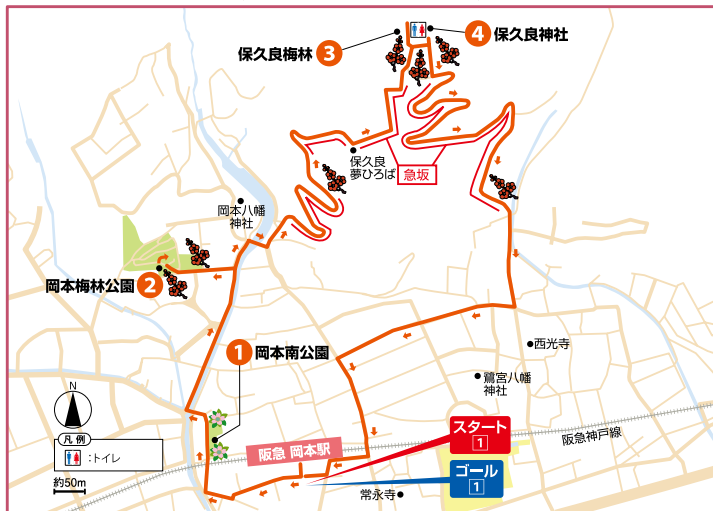 保久良梅林 3
4 保久良神社
保久良
夢ひろば
急坂
岡本八幡
神社
岡本梅林公園 2
1 岡本南公園
西光寺
鷺宮八幡
神社
N
凡例
:トイレ
約50m
阪急 岡本駅
スタート
1
ゴール
1
阪急神戸線
常永寺